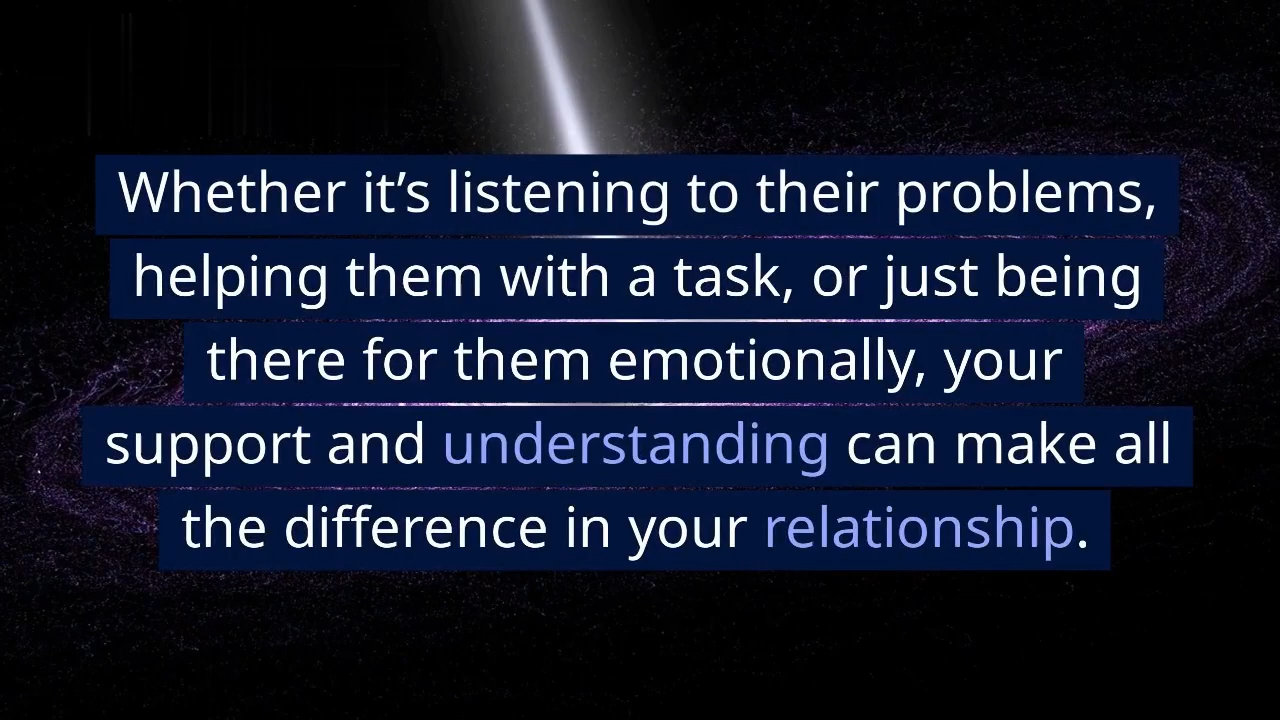 Whether it’s listening to their problems,
helping them with a task, or just being
there for them emotionally, your
support and understanding can make all
the difference in your relationship.